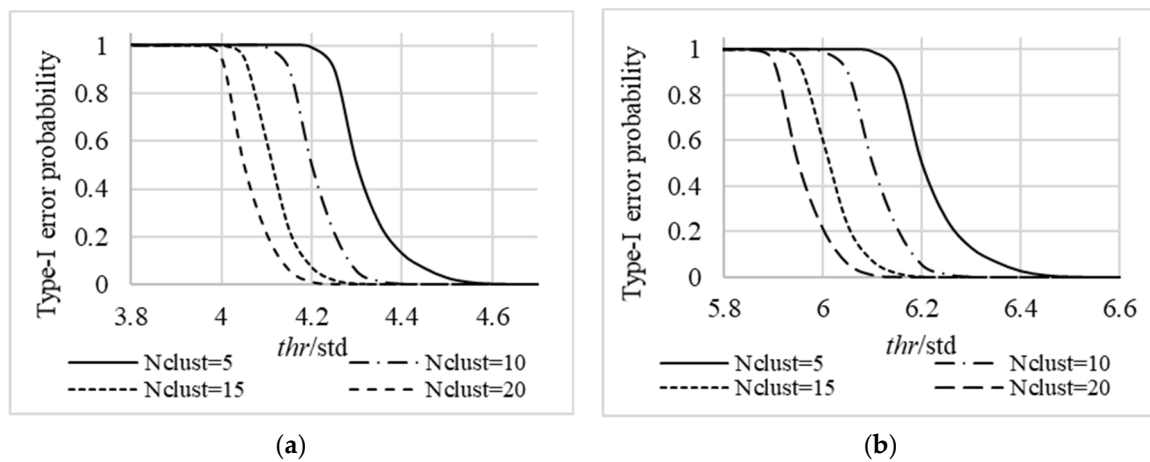 Type-I error probabbility
1
0.8
0.6
0.4
0.2
0
3.8 4 4.2 4.4 4.6
thr/std
Nclust=5 Nclust=10
Nclust=15 Nclust=20
(a)
Type-I error probability
1
0.8
0.6
0.4
0.2
0
5.8 6 6.2 6.4 6.6
thr/std
Nclust=5 Nclust=10
Nclust=15 Nclust=20
(b)